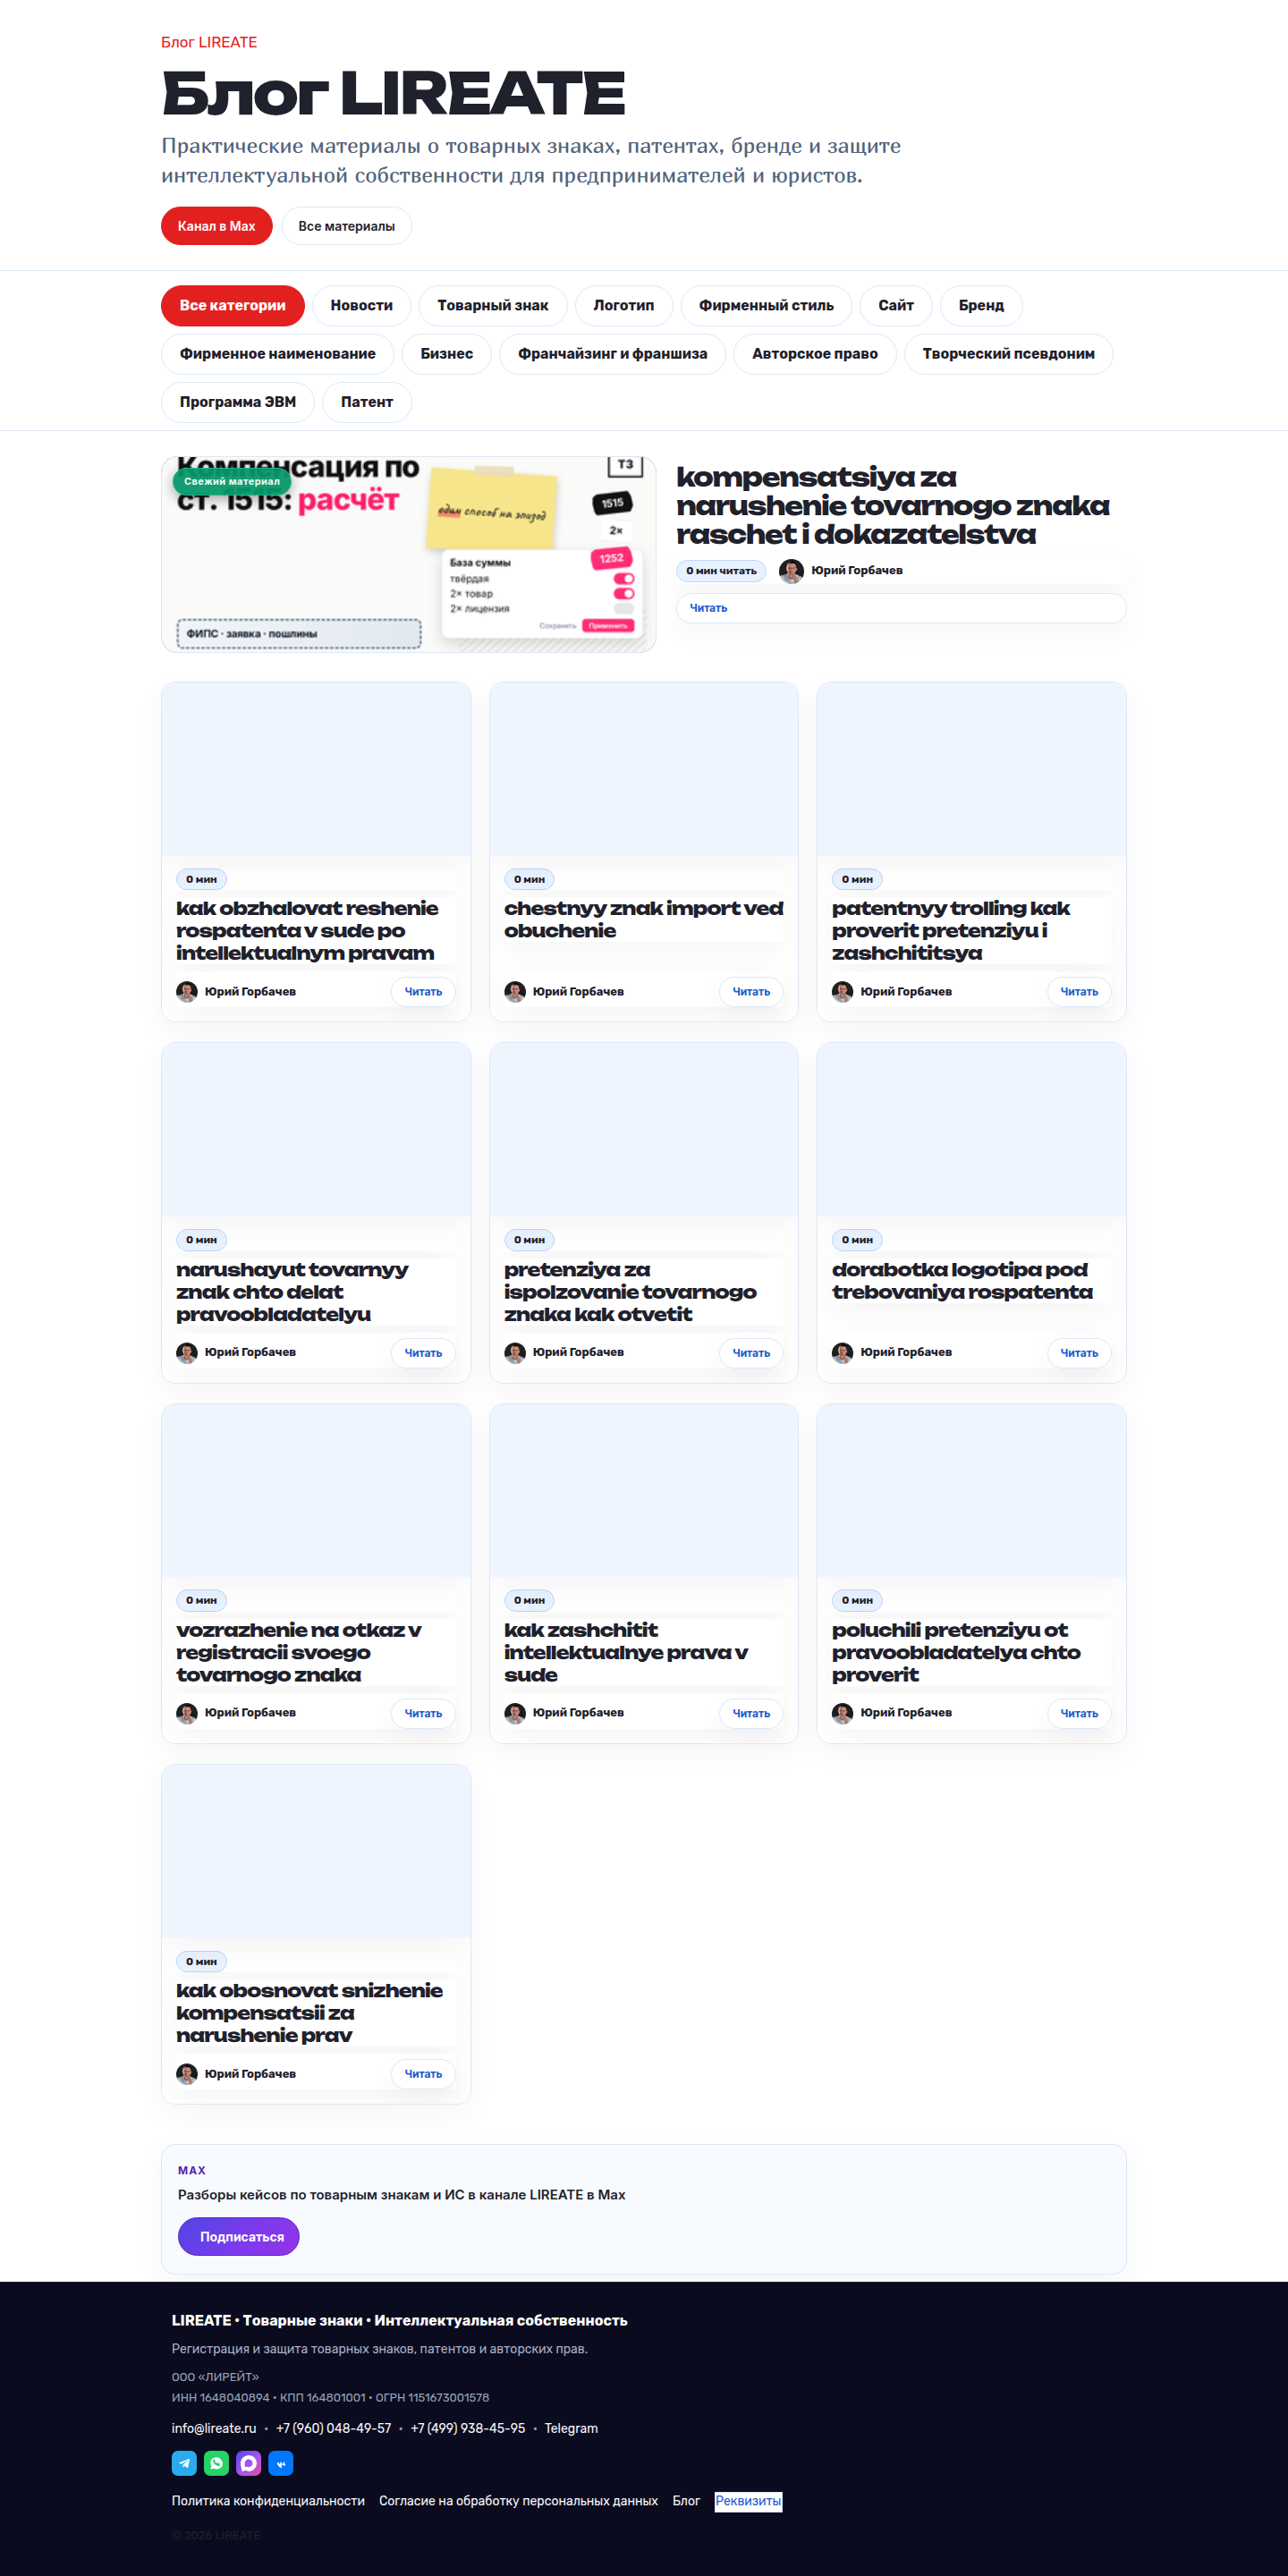 Блог LIREATE
Блог LIREATE
Практические материалы о товарных знаках, патентах, бренде и защите
интеллектуальной собственности для предпринимателей и юристов.
Канал в Max
Все материалы
Все категории
Новости
Товарный знак
Логотип
Фирменный стиль
Сайт
Бренд
Фирменное наименование
Бизнес
Франчайзинг и франшиза
Авторское право
Творческий псевдоним
Программа ЭВМ
Патент
Компенсация по
ст. 1515: расчёт
Свежий материал
один способ на эпизод
ТЗ
1515
2×
1252
База суммы
твёрдая
2× товар
2× лицензия
Сохранить
Применить
ФИПС · заявка · пошлины
kompensatsiya za
narushenie tovarnogo znaka
raschet i dokazatelstva
0 мин читать
Юрий Горбачев
Читать
0 мин
kak obzhalovat reshenie
rospatenta v sude po
intellektualnym pravam
Юрий Горбачев
Читать
0 мин
chestnyy znak import ved
obuchenie
Юрий Горбачев
Читать
0 мин
patentnyy trolling kak
proverit pretenziyu i
zashchititsya
Юрий Горбачев
Читать
0 мин
narushayut tovarnyy
znak chto delat
pravoobladatelyu
Юрий Горбачев
Читать
0 мин
pretenziya za
ispolzovanie tovarnogo
znaka kak otvetit
Юрий Горбачев
Читать
0 мин
dorabotka logotipa pod
trebovaniya rospatenta
Юрий Горбачев
Читать
0 мин
vozrazhenie na otkaz v
registracii svoego
tovarnogo znaka
Юрий Горбачев
Читать
0 мин
kak zashchitit
intellektualnye prava v
sude
Юрий Горбачев
Читать
0 мин
poluchili pretenziyu ot
pravoobladatelya chto
proverit
Юрий Горбачев
Читать
0 мин
kak obosnovat snizhenie
kompensatsii za
narushenie prav
Юрий Горбачев
Читать
MAX
Разборы кейсов по товарным знакам и ИС в канале LIREATE в Max
Подписаться
LIREATE • Товарные знаки • Интеллектуальная собственность
Регистрация и защита товарных знаков, патентов и авторских прав.
ООО «ЛИРЕЙТ»
ИНН 1648040894 • КПП 164801001 • ОГРН 1151673001578
info@lireate.ru • +7 (960) 048-49-57 • +7 (499) 938-45-95 • Telegram
Политика конфиденциальности Согласие на обработку персональных данных Блог Реквизиты
© 2026 LIREATE